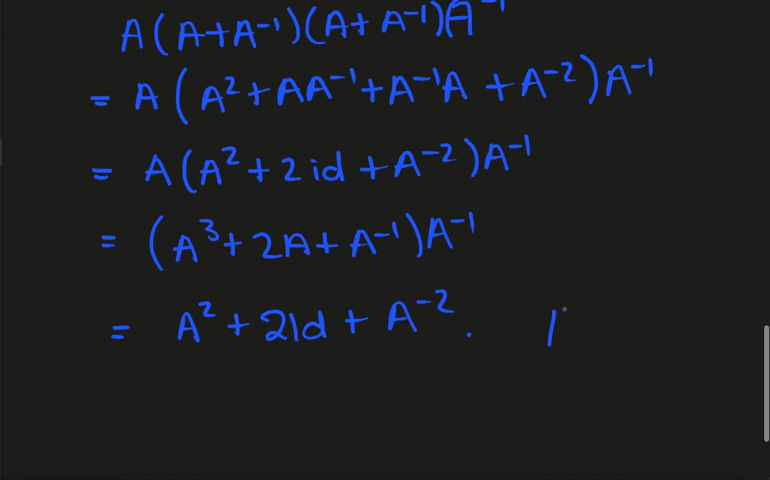 A(A+A⁻¹)(A+A⁻¹)A⁻¹
= A(A²+AA⁻¹+A⁻¹A+A⁻²)A⁻¹
= A(A²+2id+A⁻²)A⁻¹
= (A³+2A+A⁻¹)A⁻¹
= A²+2Id+A⁻².